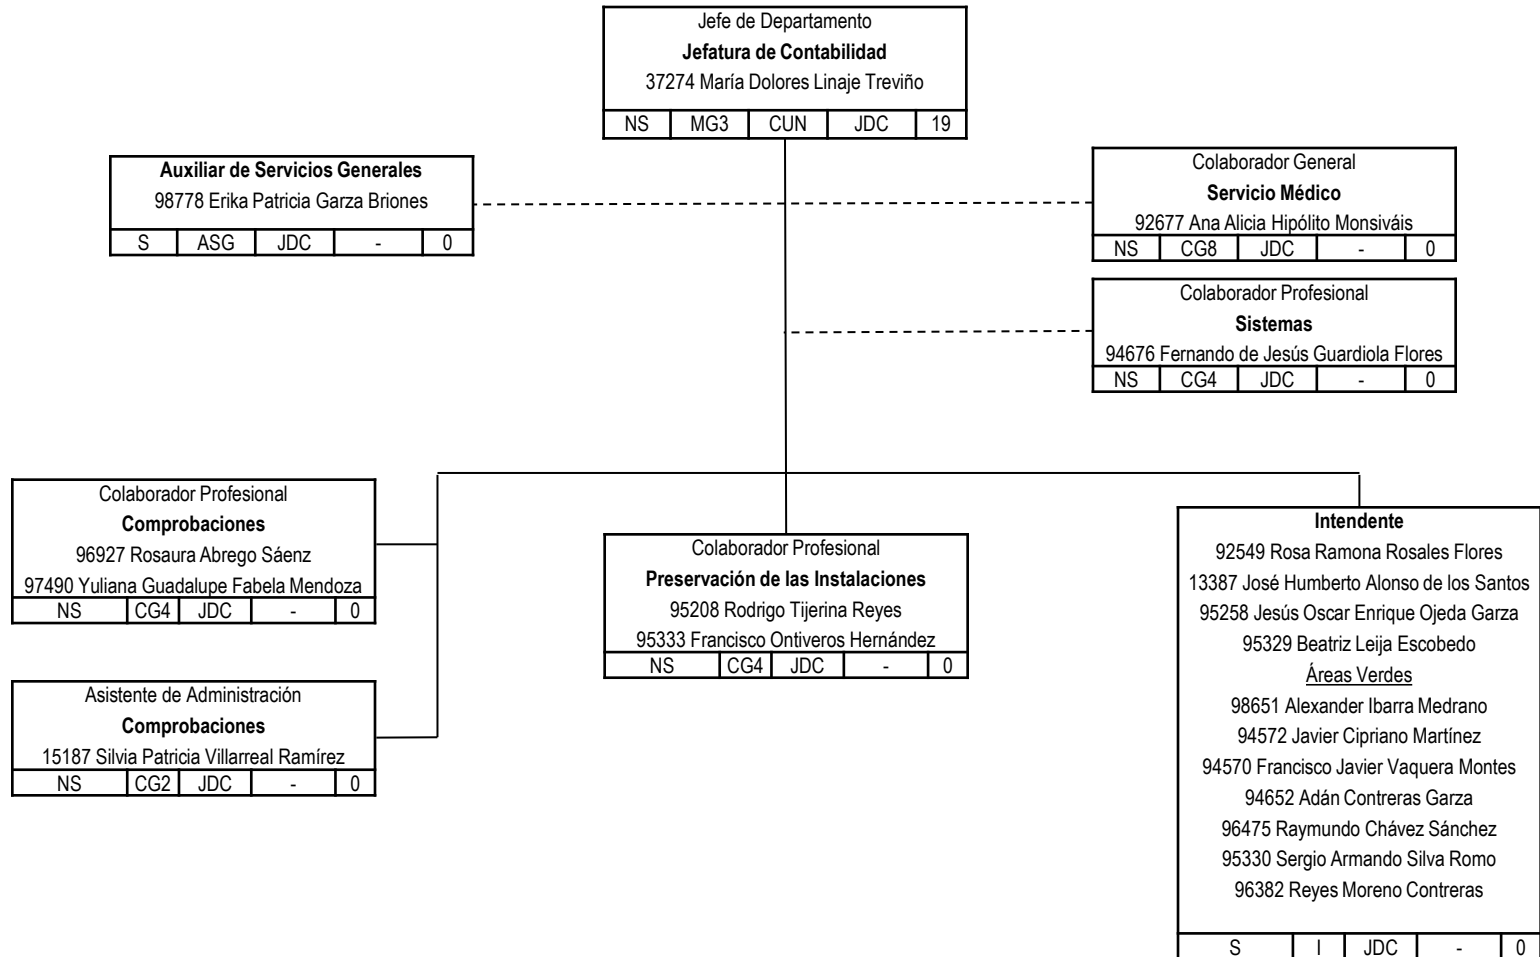 Jefe de Departamento
Jefatura de Contabilidad
37274 María Dolores Linaje Treviño
NS MG3 CUN JDC 19
Auxiliar de Servicios Generales
98778 Erika Patricia Garza Briones
S ASG JDC - 0
Colaborador General
Servicio Médico
92677 Ana Alicia Hipólito Monsiváis
NS CG8 JDC - 0
Colaborador Profesional
Sistemas
94676 Fernando de Jesús Guardiola Flores
NS CG4 JDC - 0
Colaborador Profesional
Comprobaciones
96927 Rosaura Abrego Sáenz
97490 Yuliana Guadalupe Fabela Mendoza
NS CG4 JDC - 0
Asistente de Administración
Comprobaciones
15187 Silvia Patricia Villarreal Ramírez
NS CG2 JDC - 0
Colaborador Profesional
Preservación de las Instalaciones
95208 Rodrigo Tijerina Reyes
95333 Francisco Ontiveros Hernández
NS CG4 JDC - 0
Intendente
92549 Rosa Ramona Rosales Flores
13387 José Humberto Alonso de los Santos
95258 Jesús Oscar Enrique Ojeda Garza
95329 Beatriz Leija Escobedo
Áreas Verdes
98651 Alexander Ibarra Medrano
94572 Javier Cipriano Martínez
94570 Francisco Javier Vaquera Montes
94652 Adán Contreras Garza
96475 Raymundo Chávez Sánchez
95330 Sergio Armando Silva Romo
96382 Reyes Moreno Contreras
S I JDC - 0